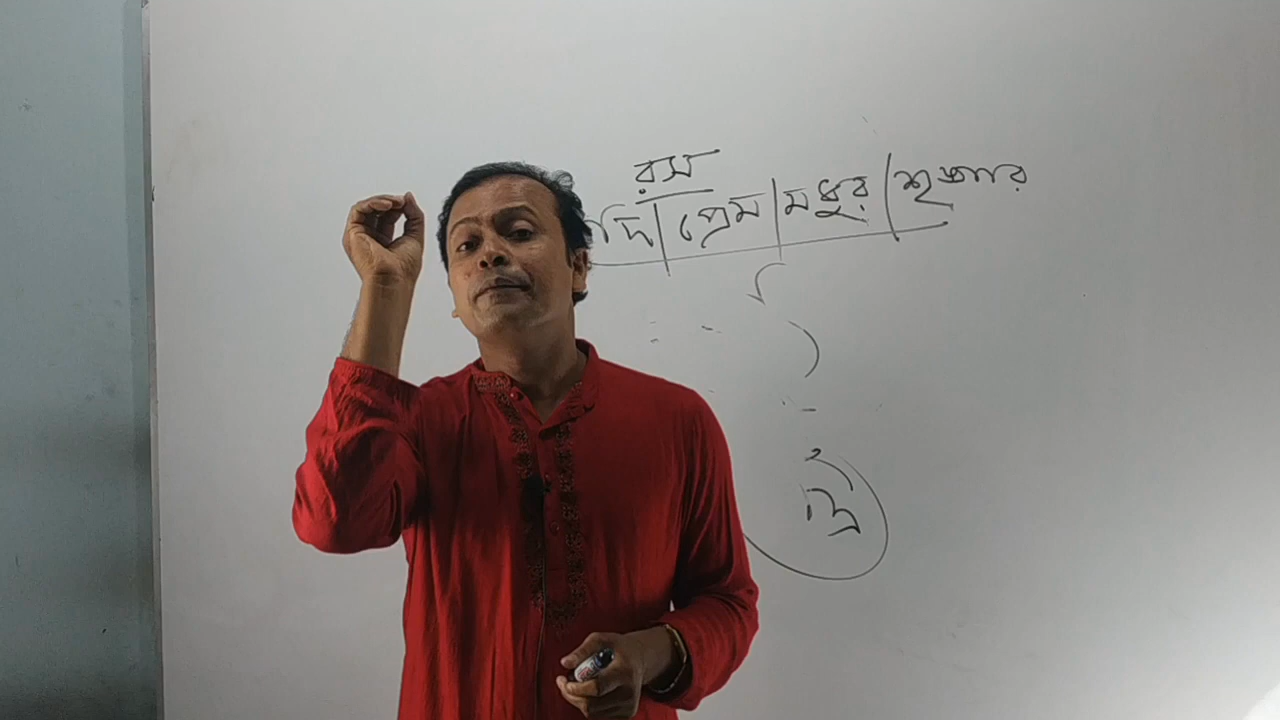 রস
দি | প্রেম | মধুর | শৃঙ্গার